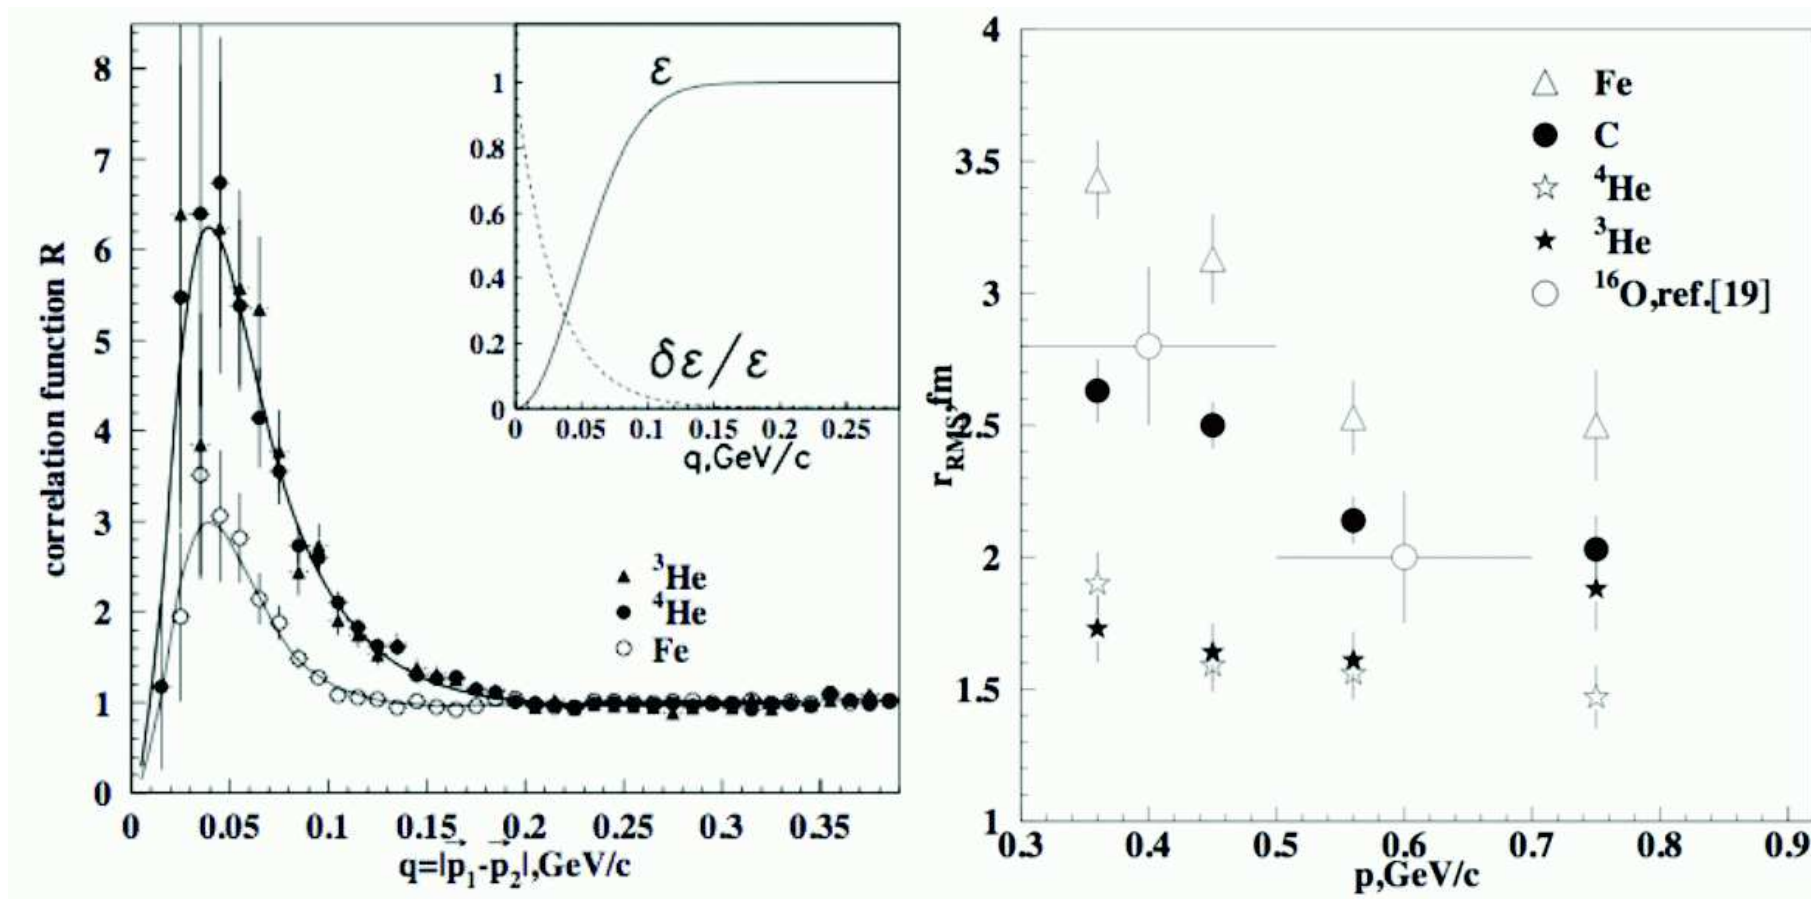 8
7
6
5
4
3
2
1
0
correlation function R
0 0.05 0.1 0.15 0.2 0.25 0.3 0.35
q=|p₁-p₂|,GeV/c
³He
⁴He
Fe
1
0.8
0.6
0.4
0.2
0
ε
δε/ε
0 0.05 0.1 0.15 0.2 0.25
q,GeV/c
4
3.5
3
2.5
2
1.5
1
r_RMS,fm
Fe
C
⁴He
³He
¹⁶O,ref.[19]
0.3 0.4 0.5 0.6 0.7 0.8 0.9
p,GeV/c